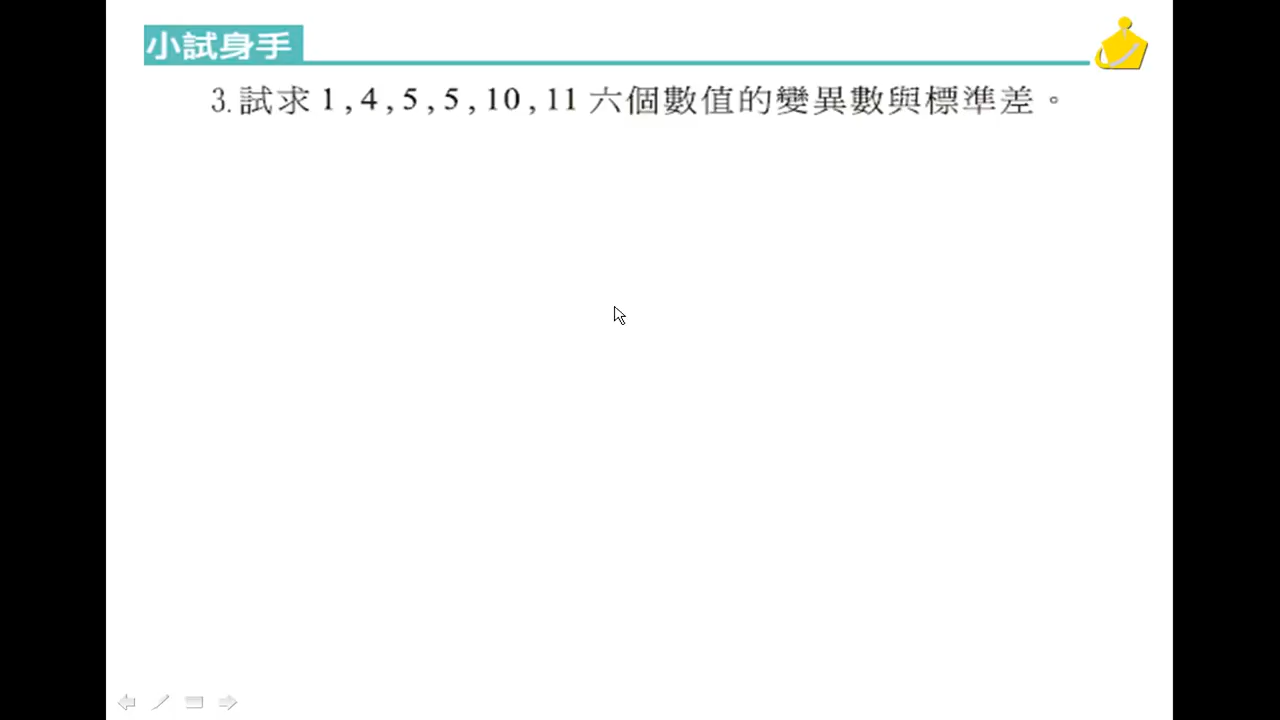 小試身手
3. 試求 1 , 4 , 5 , 5 , 10 , 11 六個數值的變異數與標準差。